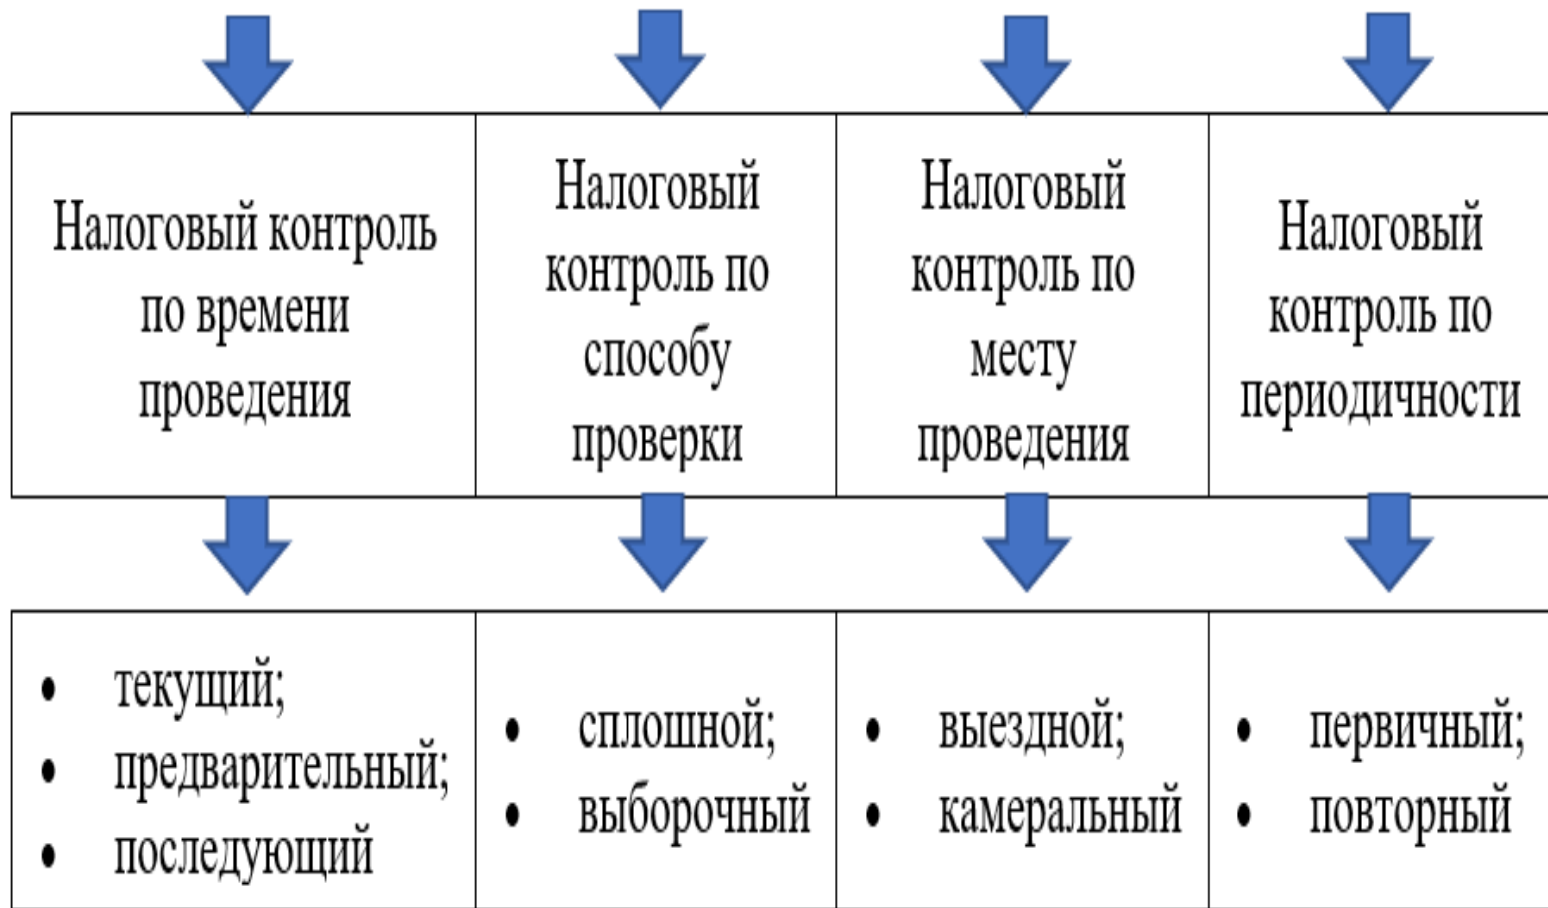 Налоговый контроль
по времени
проведения
Налоговый
контроль по
способу
проверки
Налоговый
контроль по
месту
проведения
Налоговый
контроль по
периодичности
• текущий;
• предварительный;
• последующий
• сплошной;
• выборочный
• выездной;
• камеральный
• первичный;
• повторный